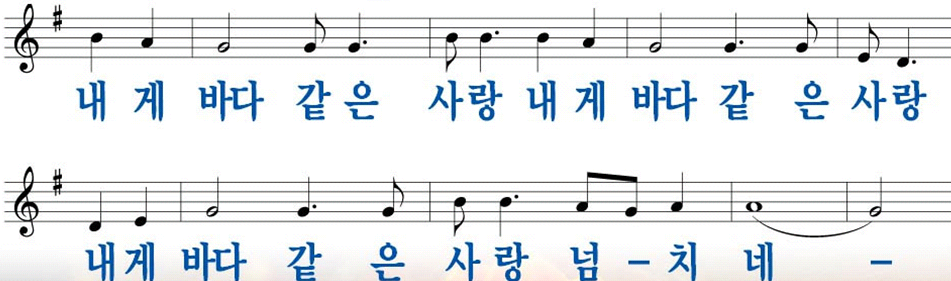 내 게 바다 같 은 사랑 내 게 바다 같 은 사랑
내게 바다 같 은 사 랑 넘 – 치 네 –